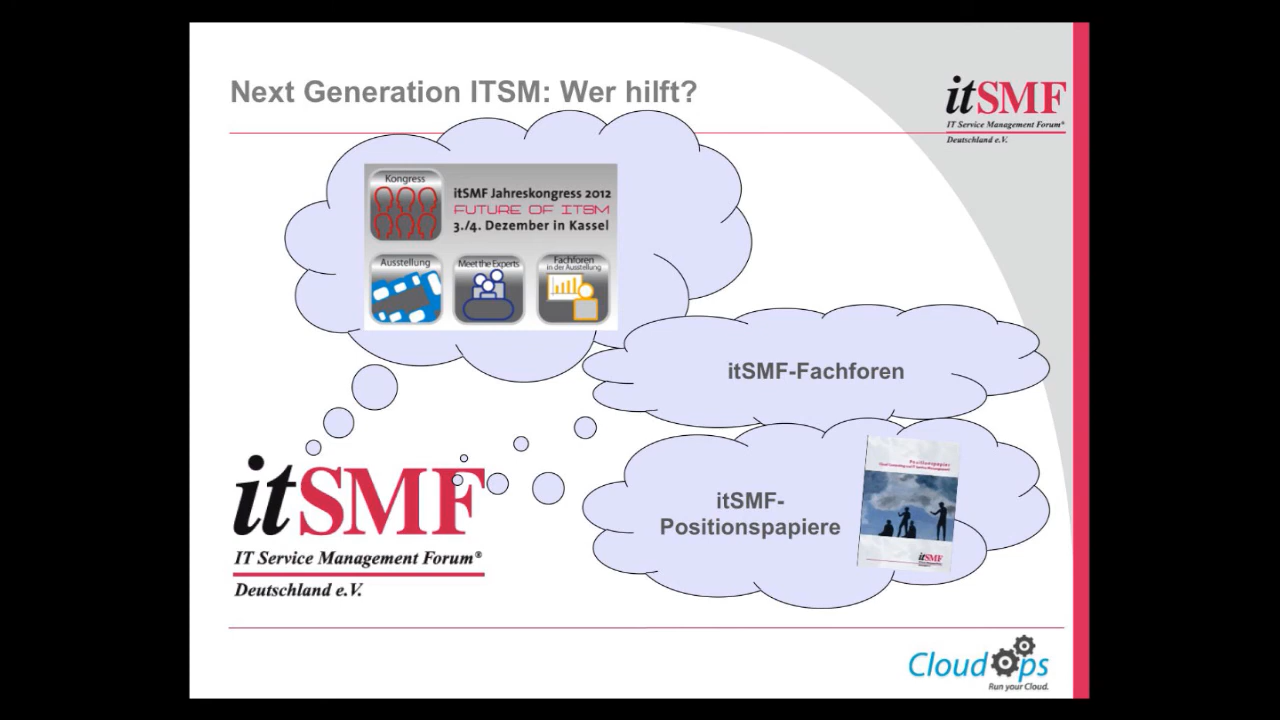 Next Generation ITSM: Wer hilft?
itSMF
IT Service Management Forum®
Deutschland e.V.
Kongress
itSMF Jahreskongress 2012
FUTURE OF ITSM
3./4. Dezember in Kassel
Ausstellung
Meet the Experts
Fachforen
in der Ausstellung
itSMF-Fachforen
itSMF-
Positionspapiere
Positionspapier
itSMF
itSMF
IT Service Management Forum®
Deutschland e.V.
CloudOps
Run your Cloud.